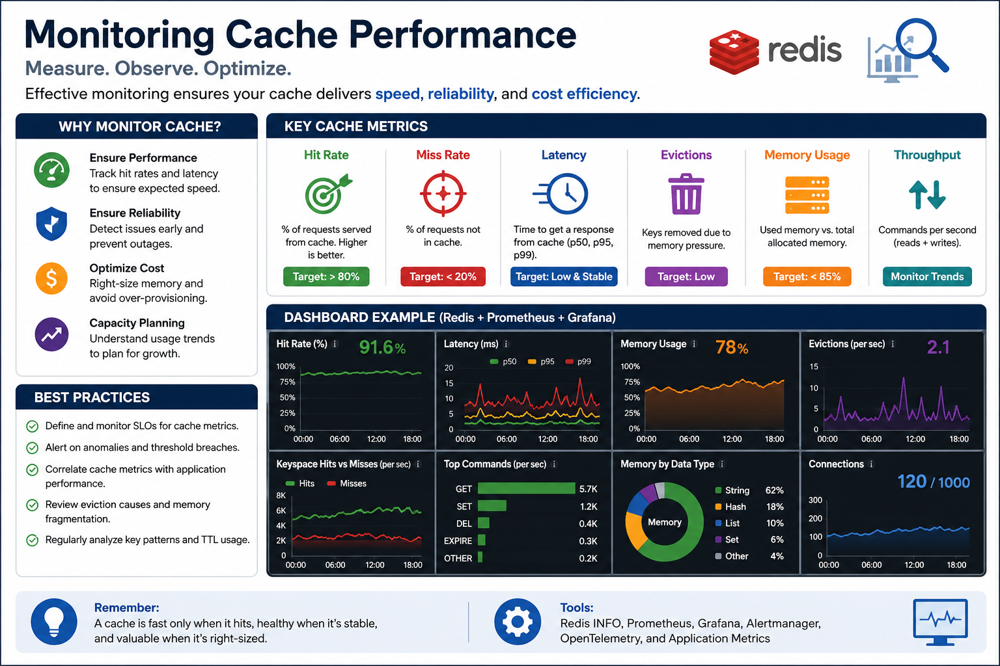 Monitoring Cache Performance
Measure. Observe. Optimize.
Effective monitoring ensures your cache delivers speed, reliability, and cost efficiency.
redis
WHY MONITOR CACHE?
Ensure Performance
Track hit rates and latency
to ensure expected speed.
Ensure Reliability
Detect issues early and
prevent outages.
$
Optimize Cost
Right-size memory and
avoid over-provisioning.
Capacity Planning
Understand usage trends
to plan for growth.
BEST PRACTICES
Define and monitor SLOs for cache metrics.
Alert on anomalies and threshold breaches.
Correlate cache metrics with application
performance.
Review eviction causes and memory
fragmentation.
Regularly analyze key patterns and TTL usage.
KEY CACHE METRICS
Hit Rate
% of requests served
from cache. Higher
is better.
Target: > 80%
Miss Rate
% of requests not
in cache.
Target: < 20%
Latency
Time to get a response
from cache (p50, p95,
p99).
Target: Low & Stable
Evictions
Keys removed due to
memory pressure.
Target: Low
Memory Usage
Used memory vs. total
allocated memory.
Target: < 85%
Throughput
Commands per second
(reads + writes).
Monitor Trends
DASHBOARD EXAMPLE (Redis + Prometheus + Grafana)
Hit Rate (%) i 91.6%
100%
75%
50%
25%
0%
00:00 06:00 12:00 18:00
Latency (ms) i
p50 p95 p99
20
15
10
5
0
00:00 06:00 12:00 18:00
Memory Usage i 78%
100%
75%
50%
25%
0%
00:00 06:00 12:00 18:00
Evictions (per sec) i 2.1
15
10
5
0
00:00 06:00 12:00 18:00
Keyspace Hits vs Misses (per sec) i
Hits Misses
8K
6K
4K
2K
0
00:00 06:00 12:00 18:00
Top Commands (per sec) i
GET 5.7K
SET 1.2K
DEL 0.4K
EXPIRE 0.3K
OTHER 0.2K
Memory by Data Type i
Memory
String 62%
Hash 18%
List 10%
Set 6%
Other 4%
Connections i
120 / 1000
300
200
100
0
00:00 06:00 12:00 18:00
Remember:
A cache is fast only when it hits, healthy when it's stable,
and valuable when it's right-sized.
Tools:
Redis INFO, Prometheus, Grafana, Alertmanager,
OpenTelemetry, and Application Metrics